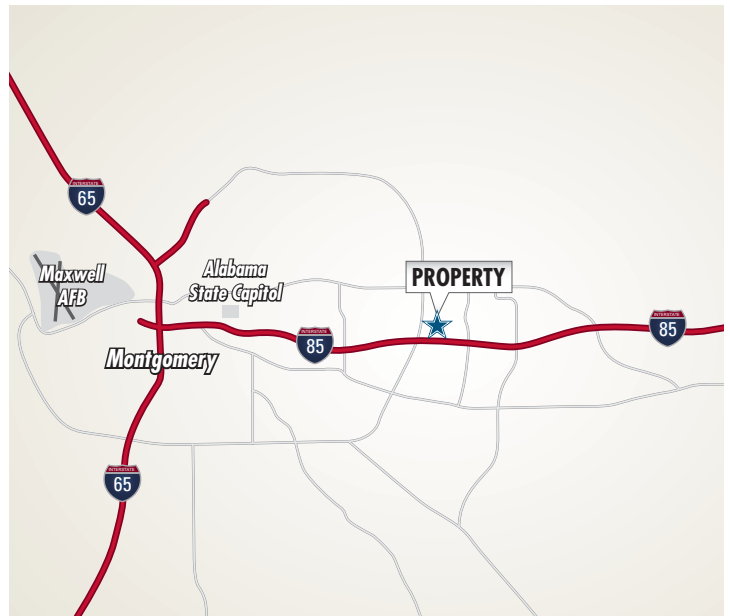 INTERSTATE
65
Maxwell
AFB
Alabama
State Capitol
PROPERTY
INTERSTATE
85
INTERSTATE
85
Montgomery
INTERSTATE
65